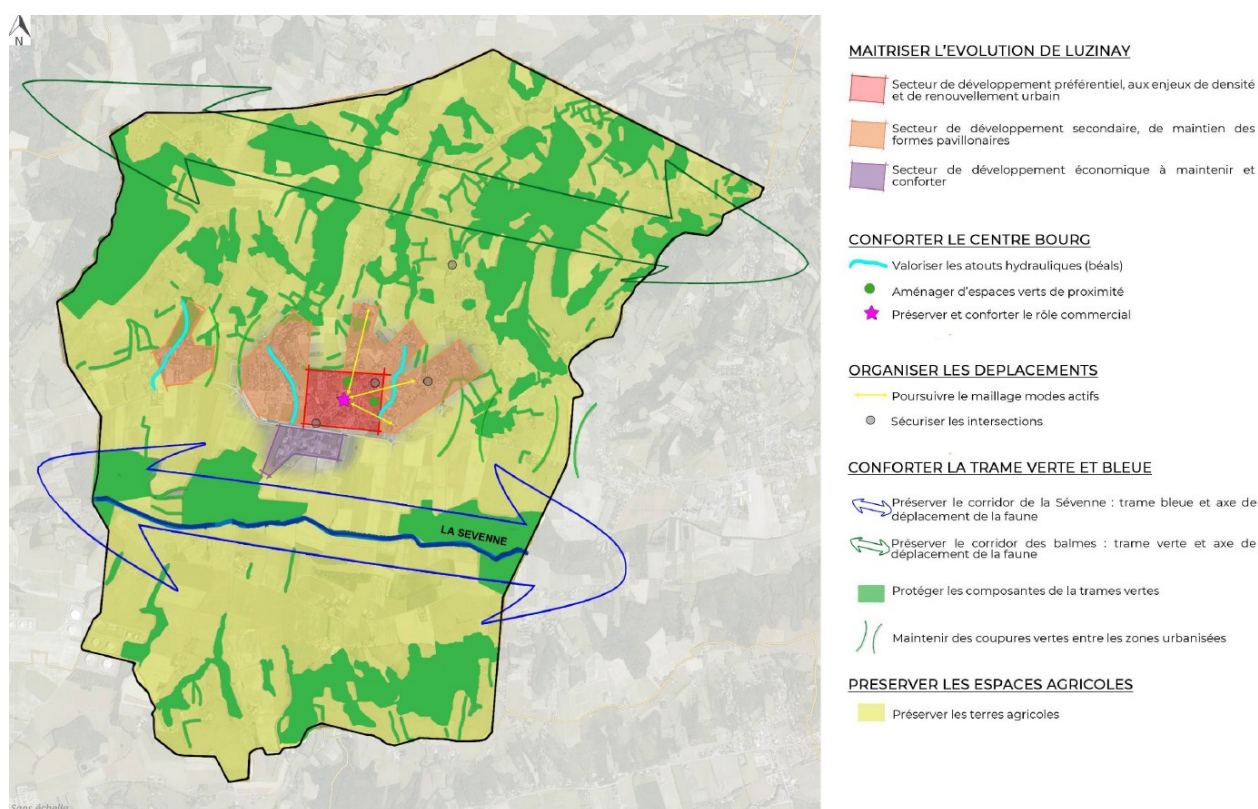 N
MAITRISER L'EVOLUTION DE LUZINAY
Secteur de développement préférentiel, aux enjeux de densité
et de renouvellement urbain
Secteur de développement secondaire, de maintien des
formes pavillonaires
Secteur de développement économique à maintenir et
conforter
CONFORTER LE CENTRE BOURG
Valoriser les atouts hydrauliques (béals)
Aménager d'espaces verts de proximité
Préserver et conforter le rôle commercial
ORGANISER LES DEPLACEMENTS
Poursuivre le maillage modes actifs
Sécuriser les intersections
CONFORTER LA TRAME VERTE ET BLEUE
Préserver le corridor de la Sévenne : trame bleue et axe de
déplacement de la faune
Préserver le corridor des balmes : trame verte et axe de
déplacement de la faune
Protéger les composantes de la trames vertes
Maintenir des coupures vertes entre les zones urbanisées
PRESERVER LES ESPACES AGRICOLES
Préserver les terres agricoles
LA SEVENNE
Sans échelle